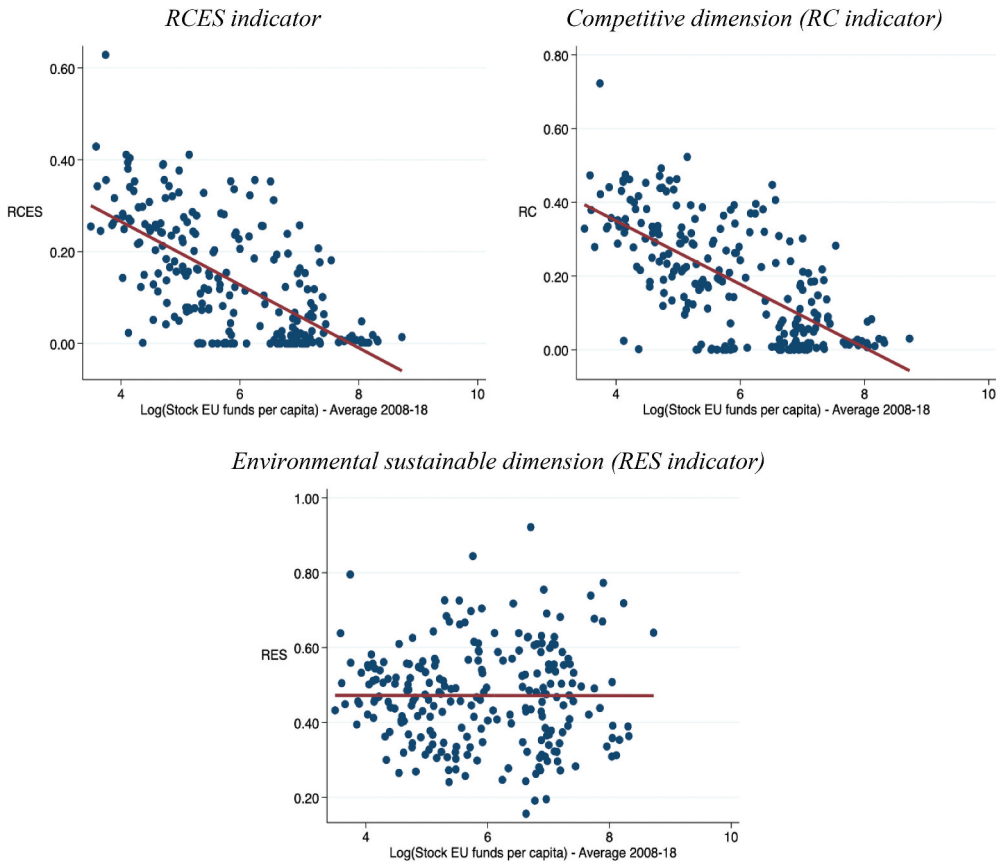 RCES indicator
0.60
0.40
RCES
0.20
0.00
4 6 8 10
Log(Stock EU funds per capita) - Average 2008-18
Competitive dimension (RC indicator)
0.80
0.60
0.40
RC
0.20
0.00
4 6 8 10
Log(Stock EU funds per capita) - Average 2008-18
Environmental sustainable dimension (RES indicator)
1.00
0.80
0.60
RES
0.40
0.20
4 6 8 10
Log(Stock EU funds per capita) - Average 2008-18